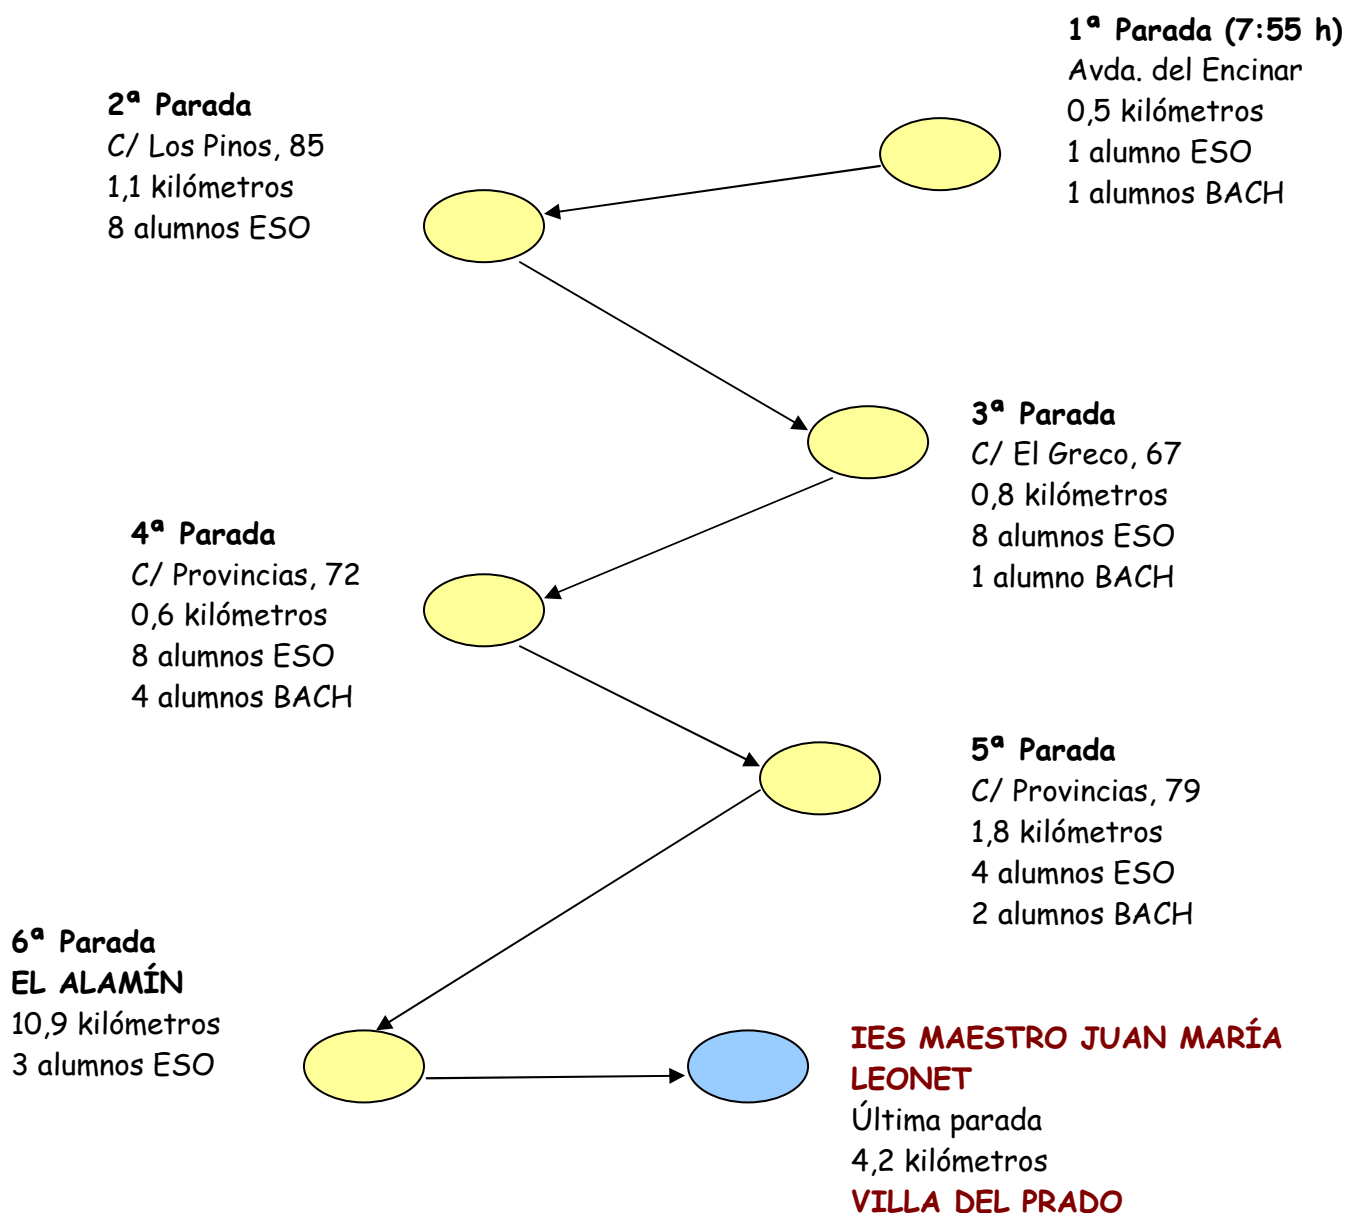 1ª Parada (7:55 h)
Avda. del Encinar
0,5 kilómetros
1 alumno ESO
1 alumnos BACH
2ª Parada
C/ Los Pinos, 85
1,1 kilómetros
8 alumnos ESO
3ª Parada
C/ El Greco, 67
0,8 kilómetros
8 alumnos ESO
1 alumno BACH
4ª Parada
C/ Provincias, 72
0,6 kilómetros
8 alumnos ESO
4 alumnos BACH
5ª Parada
C/ Provincias, 79
1,8 kilómetros
4 alumnos ESO
2 alumnos BACH
6ª Parada
EL ALAMÍN
10,9 kilómetros
3 alumnos ESO
IES MAESTRO JUAN MARÍA
LEONET
Última parada
4,2 kilómetros
VILLA DEL PRADO